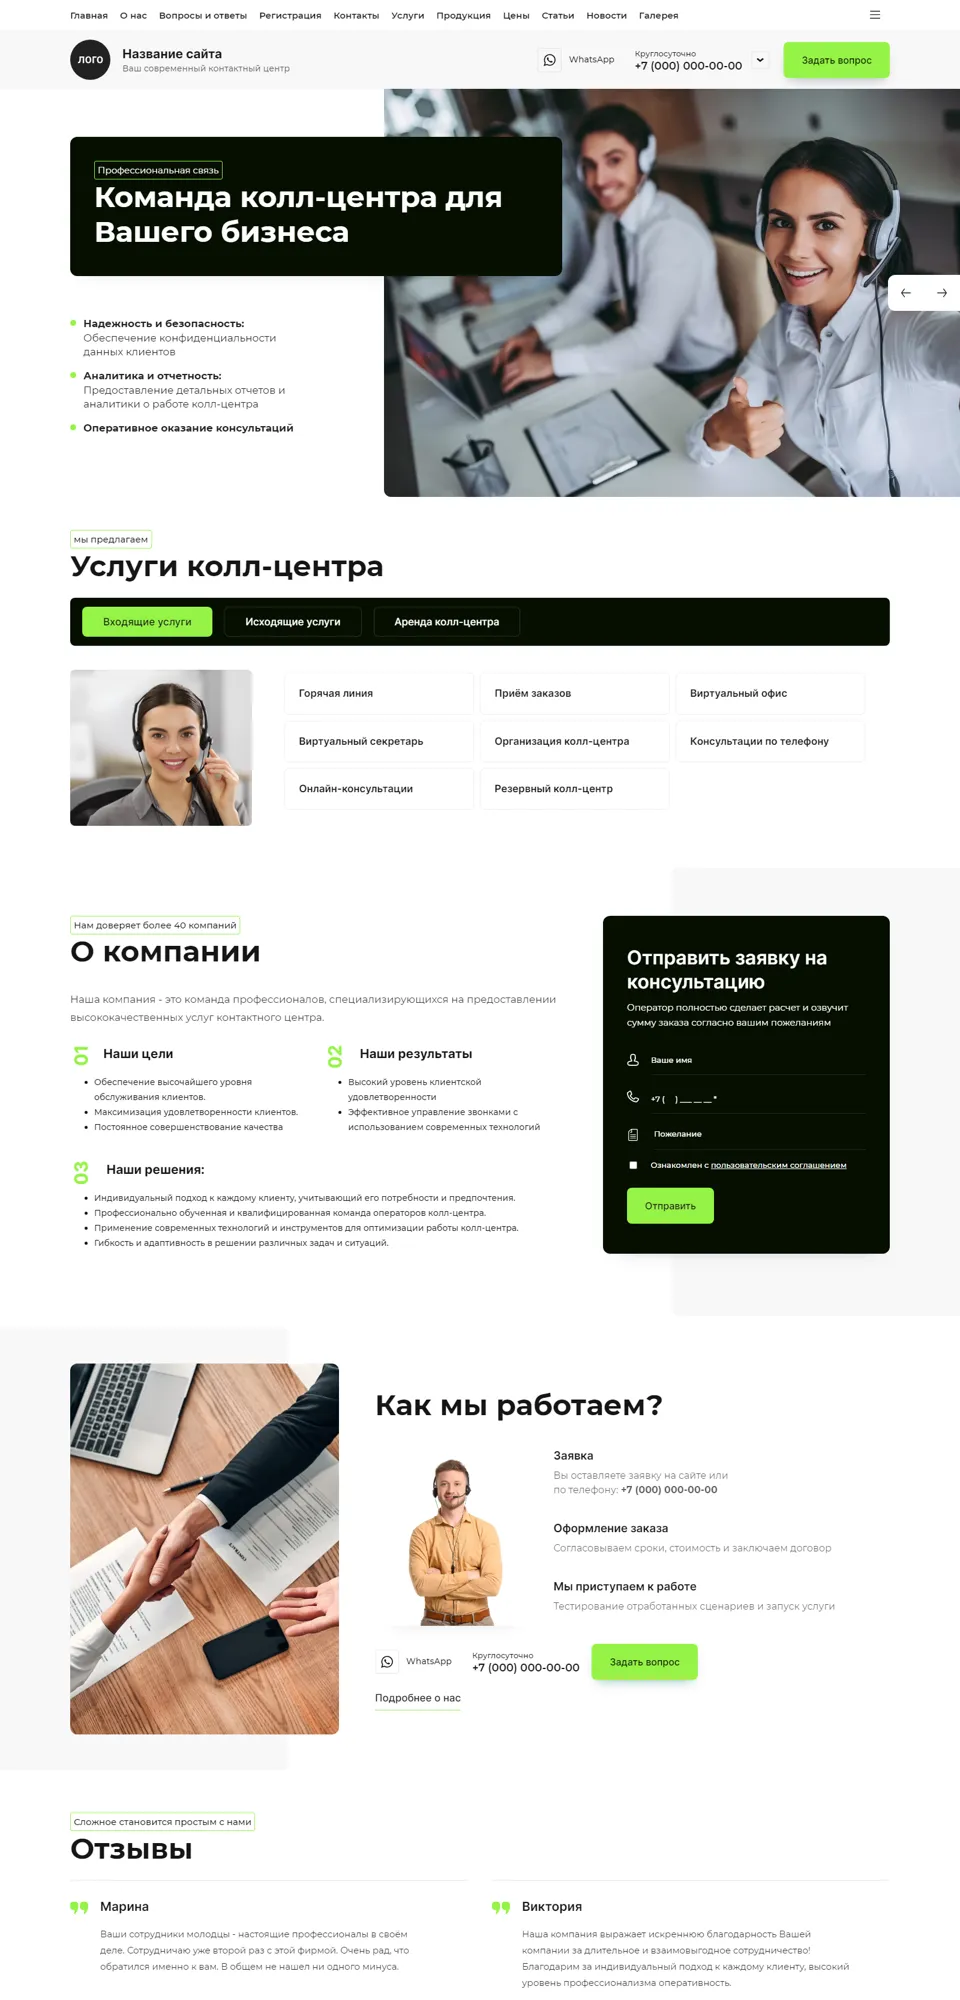 Главная О нас Вопросы и ответы Регистрация Контакты Услуги Продукция Цены Статьи Новости Галерея
ЛОГО
Название сайта
Ваш современный контактный центр
WhatsApp
Круглосуточно
+7 (000) 000-00-00
Задать вопрос
Профессиональная связь
Команда колл-центра для
Вашего бизнеса
Надежность и безопасность:
Обеспечение конфиденциальности
данных клиентов
Аналитика и отчетность:
Предоставление детальных отчетов и
аналитики о работе колл-центра
Оперативное оказание консультаций
мы предлагаем
Услуги колл-центра
Входящие услуги Исходящие услуги Аренда колл-центра
Горячая линия Приём заказов Виртуальный офис
Виртуальный секретарь Организация колл-центра Консультации по телефону
Онлайн-консультации Резервный колл-центр
Нам доверяет более 40 компаний
О компании
Наша компания - это команда профессионалов, специализирующихся на предоставлении
высококачественных услуг контактного центра.
01 Наши цели
Обеспечение высочайшего уровня
обслуживания клиентов.
Максимизация удовлетворенности клиентов.
Постоянное совершенствование качества
02 Наши результаты
Высокий уровень клиентской
удовлетворенности
Эффективное управление звонками с
использованием современных технологий
03 Наши решения:
Индивидуальный подход к каждому клиенту, учитывающий его потребности и предпочтения.
Профессионально обученная и квалифицированная команда операторов колл-центра.
Применение современных технологий и инструментов для оптимизации работы колл-центра.
Гибкость и адаптивность в решении различных задач и ситуаций.
Отправить заявку на
консультацию
Оператор полностью сделает расчет и озвучит
сумму заказа согласно вашим пожеланиям
Ваше имя
+7 ( ) ___ __ __ *
Пожелание
Ознакомлен с пользовательским соглашением
Отправить
CONTRACT
Как мы работаем?
Заявка
Вы оставляете заявку на сайте или
по телефону: +7 (000) 000-00-00
Оформление заказа
Согласовываем сроки, стоимость и заключаем договор
Мы приступаем к работе
Тестирование отработанных сценариев и запуск услуги
WhatsApp
Круглосуточно
+7 (000) 000-00-00
Задать вопрос
Подробнее о нас
Сложное становится простым с нами
Отзывы
Марина
Ваши сотрудники молодцы - настоящие профессионалы в своём
деле. Сотрудничаю уже второй раз с этой фирмой. Очень рад, что
обратился именно к вам. В общем не нашел ни одного минуса.
Виктория
Наша компания выражает искреннюю благодарность Вашей
компании за длительное и взаимовыгодное сотрудничество!
Благодарим за индивидуальный подход к каждому клиенту, высокий
уровень профессионализма оперативность.